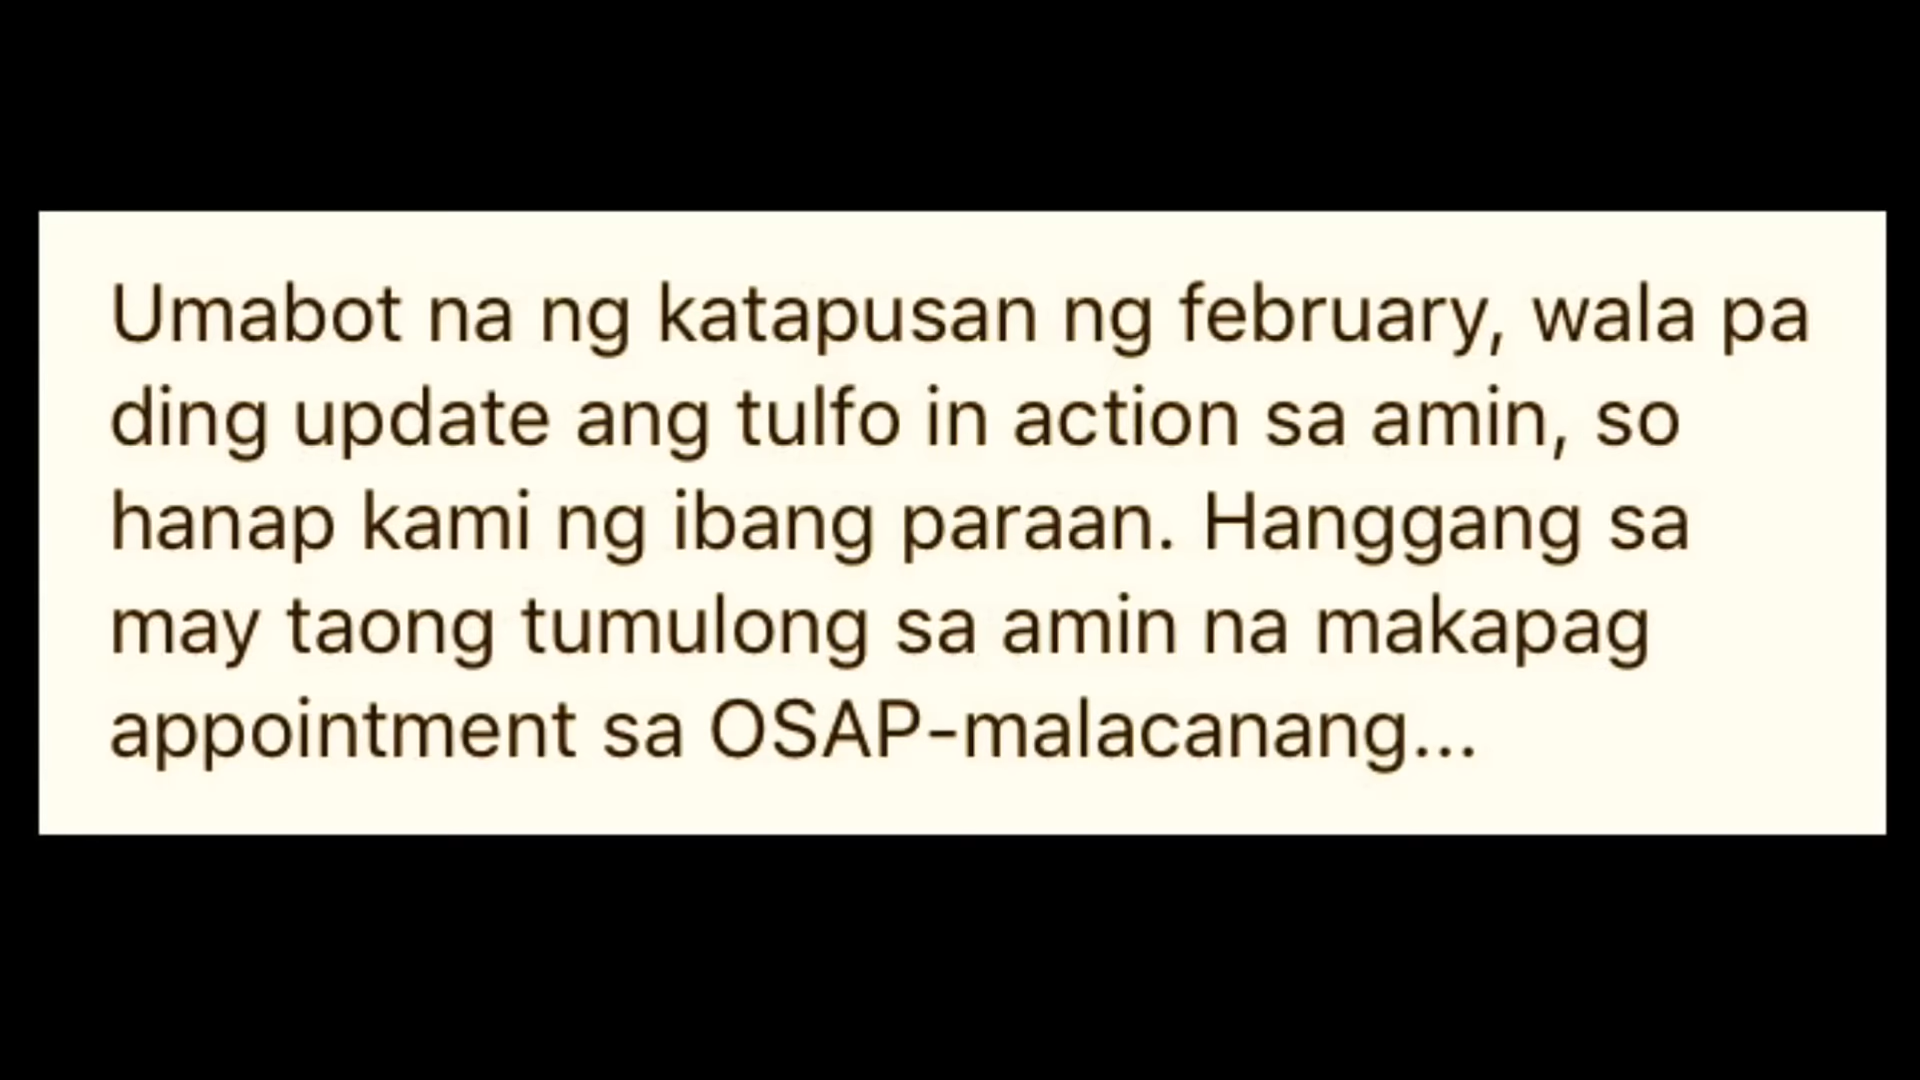 Umabot na ng katapusan ng february, wala pa
ding update ang tulfo in action sa amin, so
hanap kami ng ibang paraan. Hanggang sa
may taong tumulong sa amin na makapag
appointment sa OSAP-malacanang...